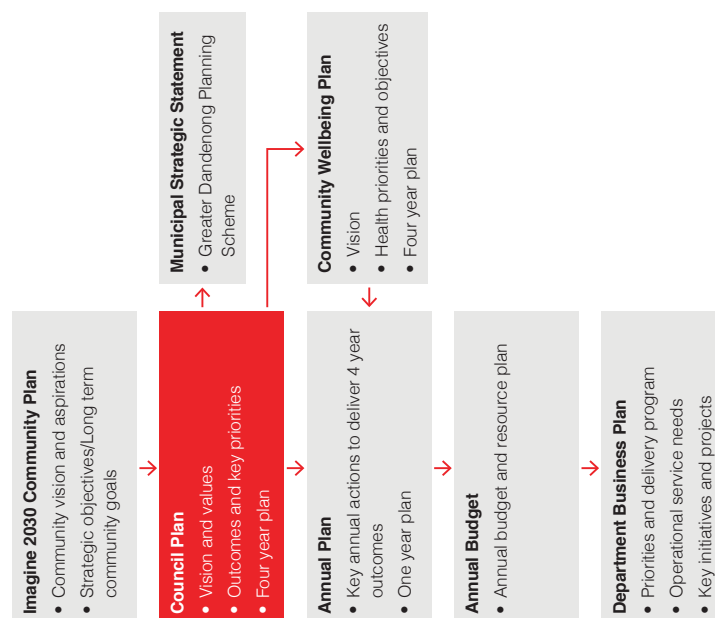 Imagine 2030 Community Plan
• Community vision and aspirations
• Strategic objectives/Long term
community goals
Council Plan
• Vision and values
• Outcomes and key priorities
• Four year plan
Municipal Strategic Statement
• Greater Dandenong Planning
Scheme
Community Wellbeing Plan
• Vision
• Health priorities and objectives
• Four year plan
Annual Plan
• Key annual actions to deliver 4 year
outcomes
• One year plan
Annual Budget
• Annual budget and resource plan
Department Business Plan
• Priorities and delivery program
• Operational service needs
• Key initiatives and projects